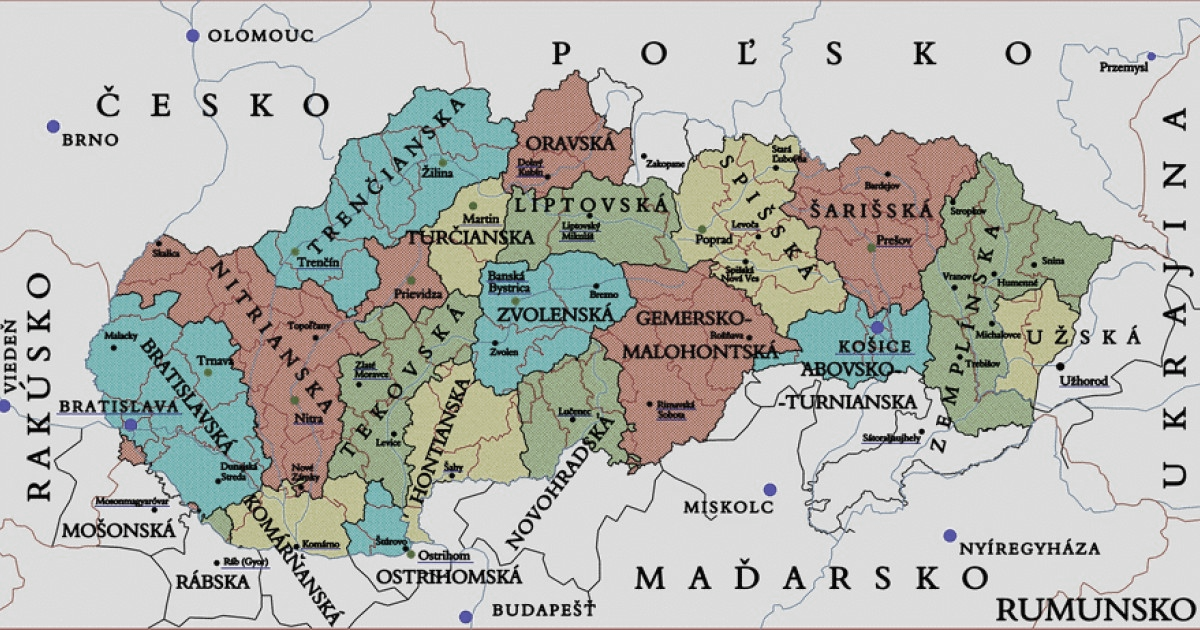 OLOMOUC
POĽSKO
Przemysl
ČESKO
BRNO
UKRAJINA
TRENČIANSKA
Žilina
ORAVSKÁ
Dolný
Kubín
Zakopane
SPIŠSKÁ
Stará
Ľubovňa
Bardejov
Martin
TURČIANSKA
LIPTOVSKÁ
Liptovský
Mikuláš
Levoča
Poprad
Spišská
Nová Ves
ŠARIŠSKÁ
Prešov
Stropkov
Snina
Humenné
Vranov
ZEMPLÍNSKA
Skalica
Trenčín
NITRIANSKA
Prievidza
Banská
Bystrica
Brezno
ZVOLENSKÁ
Zvolen
GEMERSKO-
Rožňava
MALOHONTSKÁ
KOŠICE
ABOVSKO-
-TURNIANSKA
Michalovce
UŽSKÁ
Trebišov
Užhorod
RAKÚSKO
VIEDEŇ
Malacky
BRATISLAVSKÁ
Trnava
Topoľčany
Zlaté
Moravce
TEKOVSKÁ
BRATISLAVA
Nitra
Levice
HONTIANSKA
Lučenec
Rimavská
Sobota
Sátoraljaújhely
Dunajská
Streda
Nové
Zámky
Šahy
NOVOHRADSKÁ
MISKOLC
Mosonmagyaróvár
MOŠONSKÁ
KOMÁRŇANSKÁ
Komárno
Štúrovo
Ostrihom
OSTRIHOMSKÁ
Ráb (Gyor)
RÁBSKA
NYÍREGYHÁZA
MAĎARSKO
BUDAPEŠŤ
RUMUNSKO